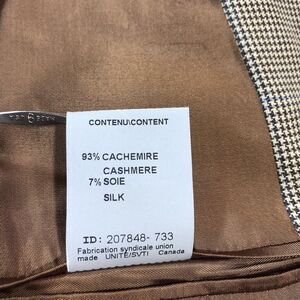 CONTENU\CONTENT
93% CACHEMIRE
CASHMERE
7% SOIE
SILK
ID: 207848- 733
Fabrication syndicale union
made UNITE/SVTI Canada